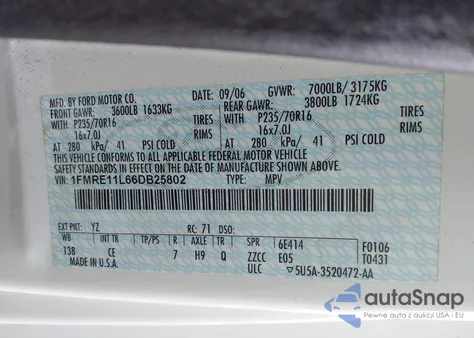 MFD. BY FORD MOTOR CO. DATE: 09/06 GVWR: 7000LB/ 3175KG
FRONT GAWR: 3600LB 1633KG REAR GAWR: 3800LB 1724KG
WITH P235/70R16 TIRES WITH P235/70R16 TIRES
16x7.0J RIMS 16x7.0J RIMS
AT 280 kPa/ 41 PSI COLD AT 280 kPa/ 41 PSI COLD
THIS VEHICLE CONFORMS TO ALL APPLICABLE FEDERAL MOTOR VEHICLE
SAFETY STANDARDS IN EFFECT ON THE DATE OF MANUFACTURE SHOWN ABOVE.
VIN: 1FMRE11L66DB25802 TYPE: MPV
EXT PNT: YZ RC: 71 DSO:
WB INT TR TP/PS R AXLE TR SPR 6E414 F0106
13B CE 7 H9 Q ZZCC E05 T0431
MADE IN U.S.A. ULC 5U5A-3520472-AA
autoSnap
Pewne auta z USA i EU